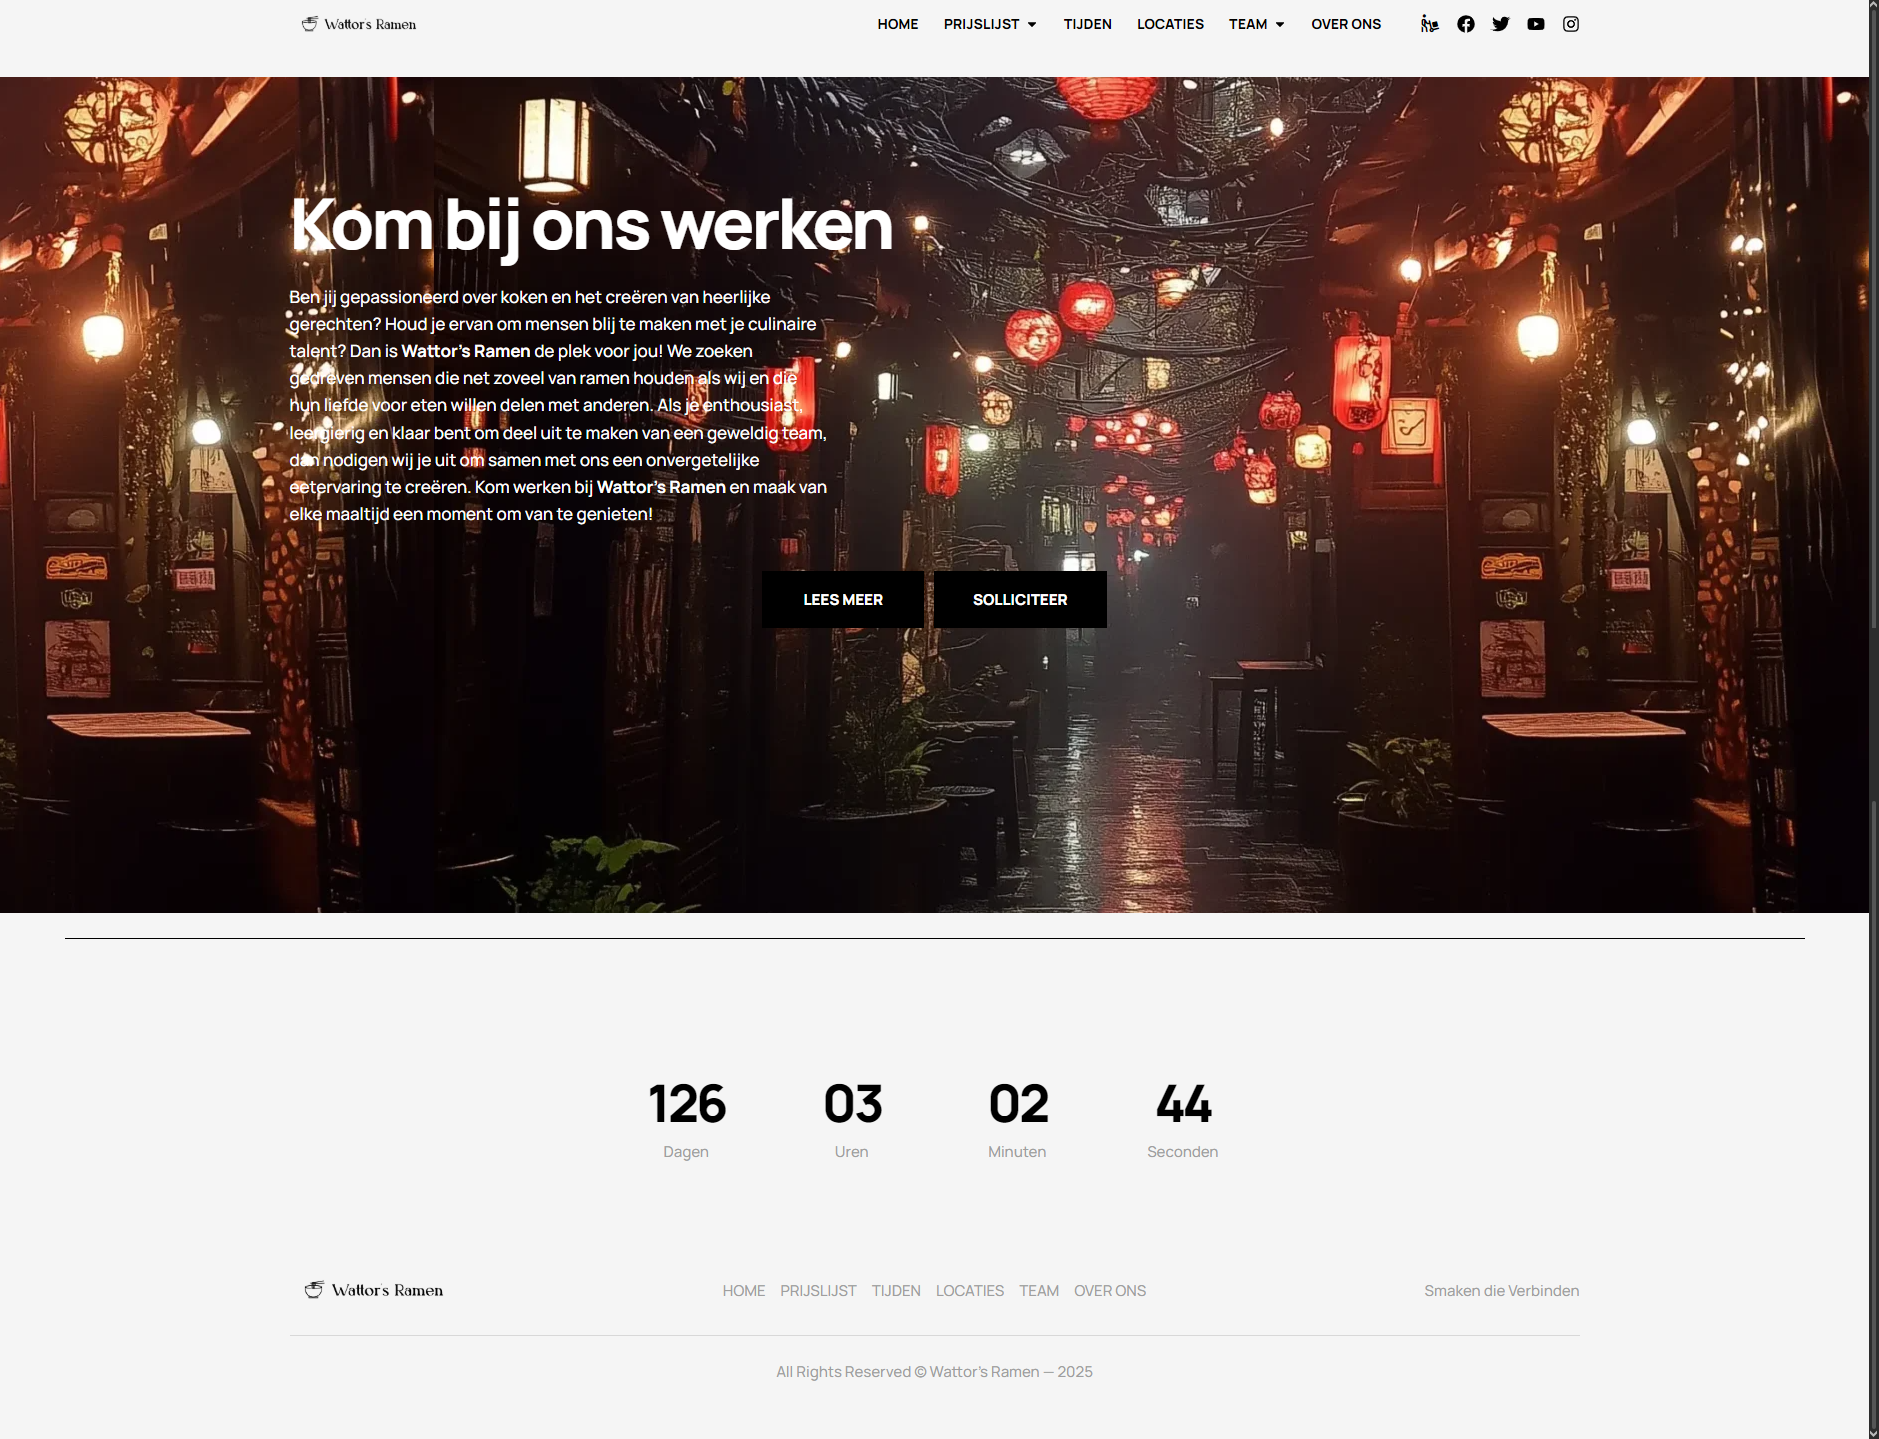 Wattor's Ramen
HOME PRIJSLIJST TIJDEN LOCATIES TEAM OVER ONS
Kom bij ons werken
Ben jij gepassioneerd over koken en het creëren van heerlijke
gerechten? Houd je ervan om mensen blij te maken met je culinaire
talent? Dan is Wattor's Ramen de plek voor jou! We zoeken
gedreven mensen die net zoveel van ramen houden als wij en die
hun liefde voor eten willen delen met anderen. Als je enthousiast,
leergierig en klaar bent om deel uit te maken van een geweldig team,
dan nodigen wij je uit om samen met ons een onvergetelijke
eetervaring te creëren. Kom werken bij Wattor's Ramen en maak van
elke maaltijd een moment om van te genieten!
LEES MEER SOLLICITEER
126 03 02 44
Dagen Uren Minuten Seconden
Wattor's Ramen HOME PRIJSLIJST TIJDEN LOCATIES TEAM OVER ONS Smaken die Verbinden
All Rights Reserved © Wattor's Ramen — 2025